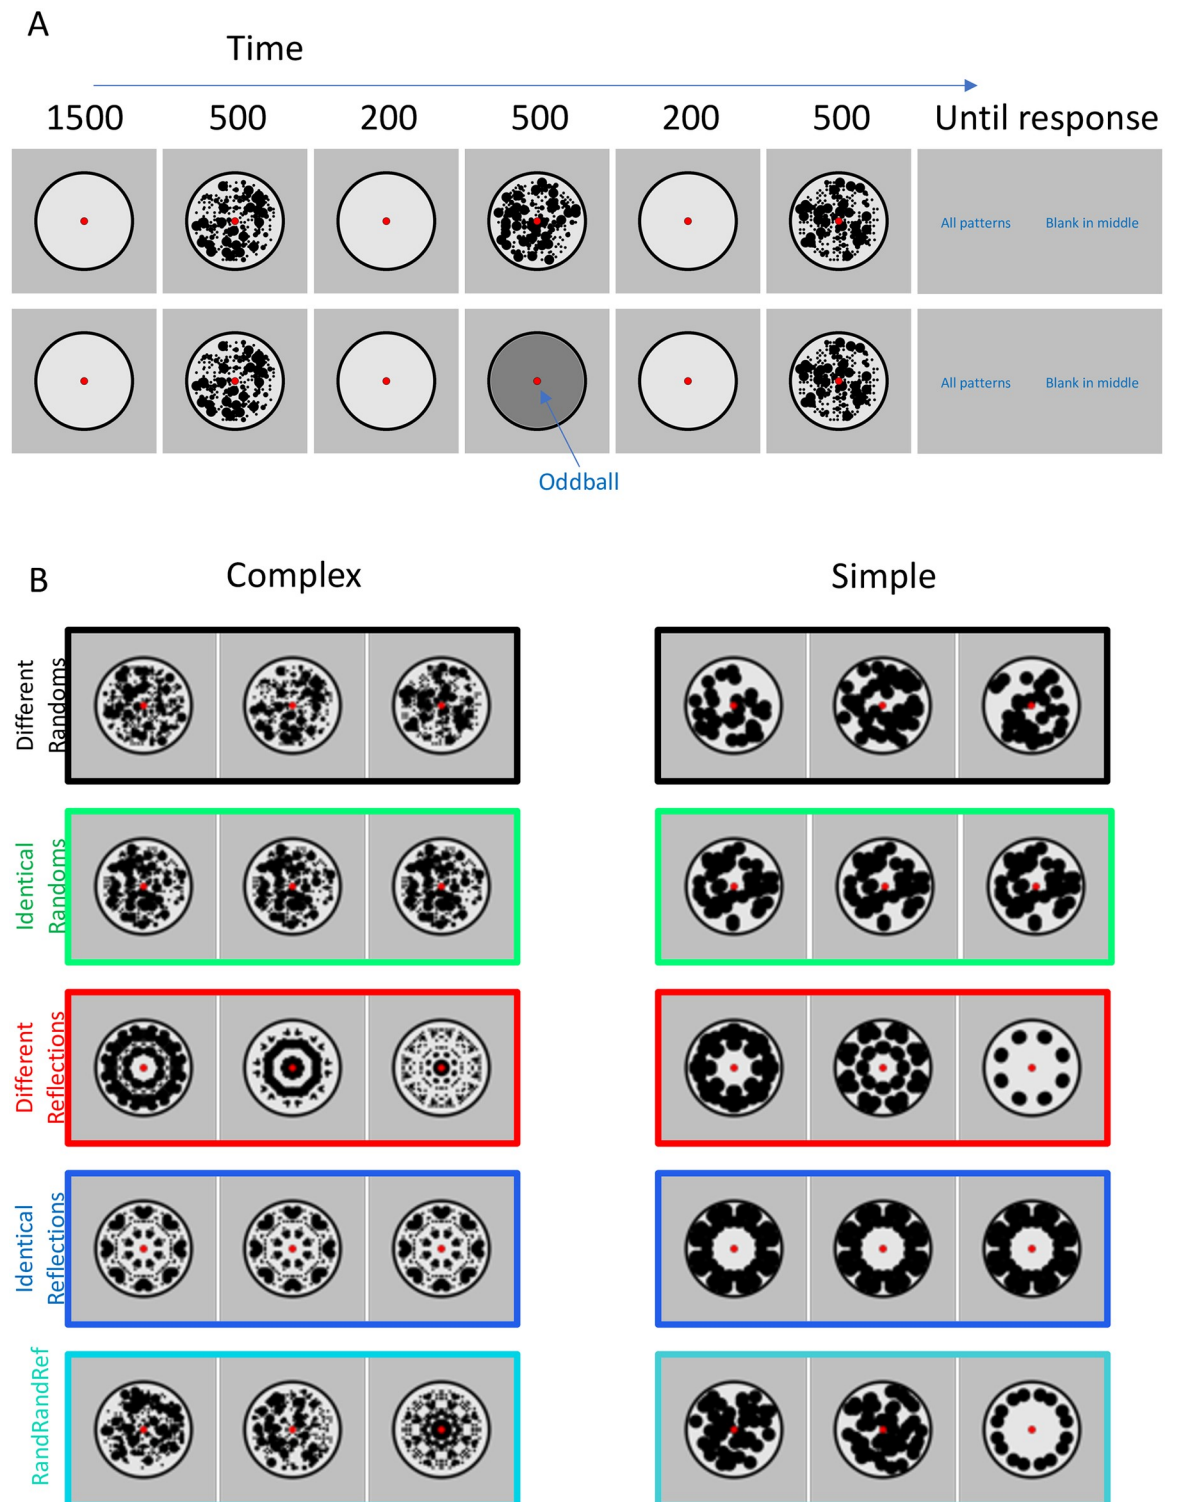 A
Time
1500 500 200 500 200 500 Until response
All patterns Blank in middle
All patterns Blank in middle
Oddball
B
Complex Simple
Different
Randoms
Identical
Randoms
Different
Reflections
Identical
Reflections
RandRandRef